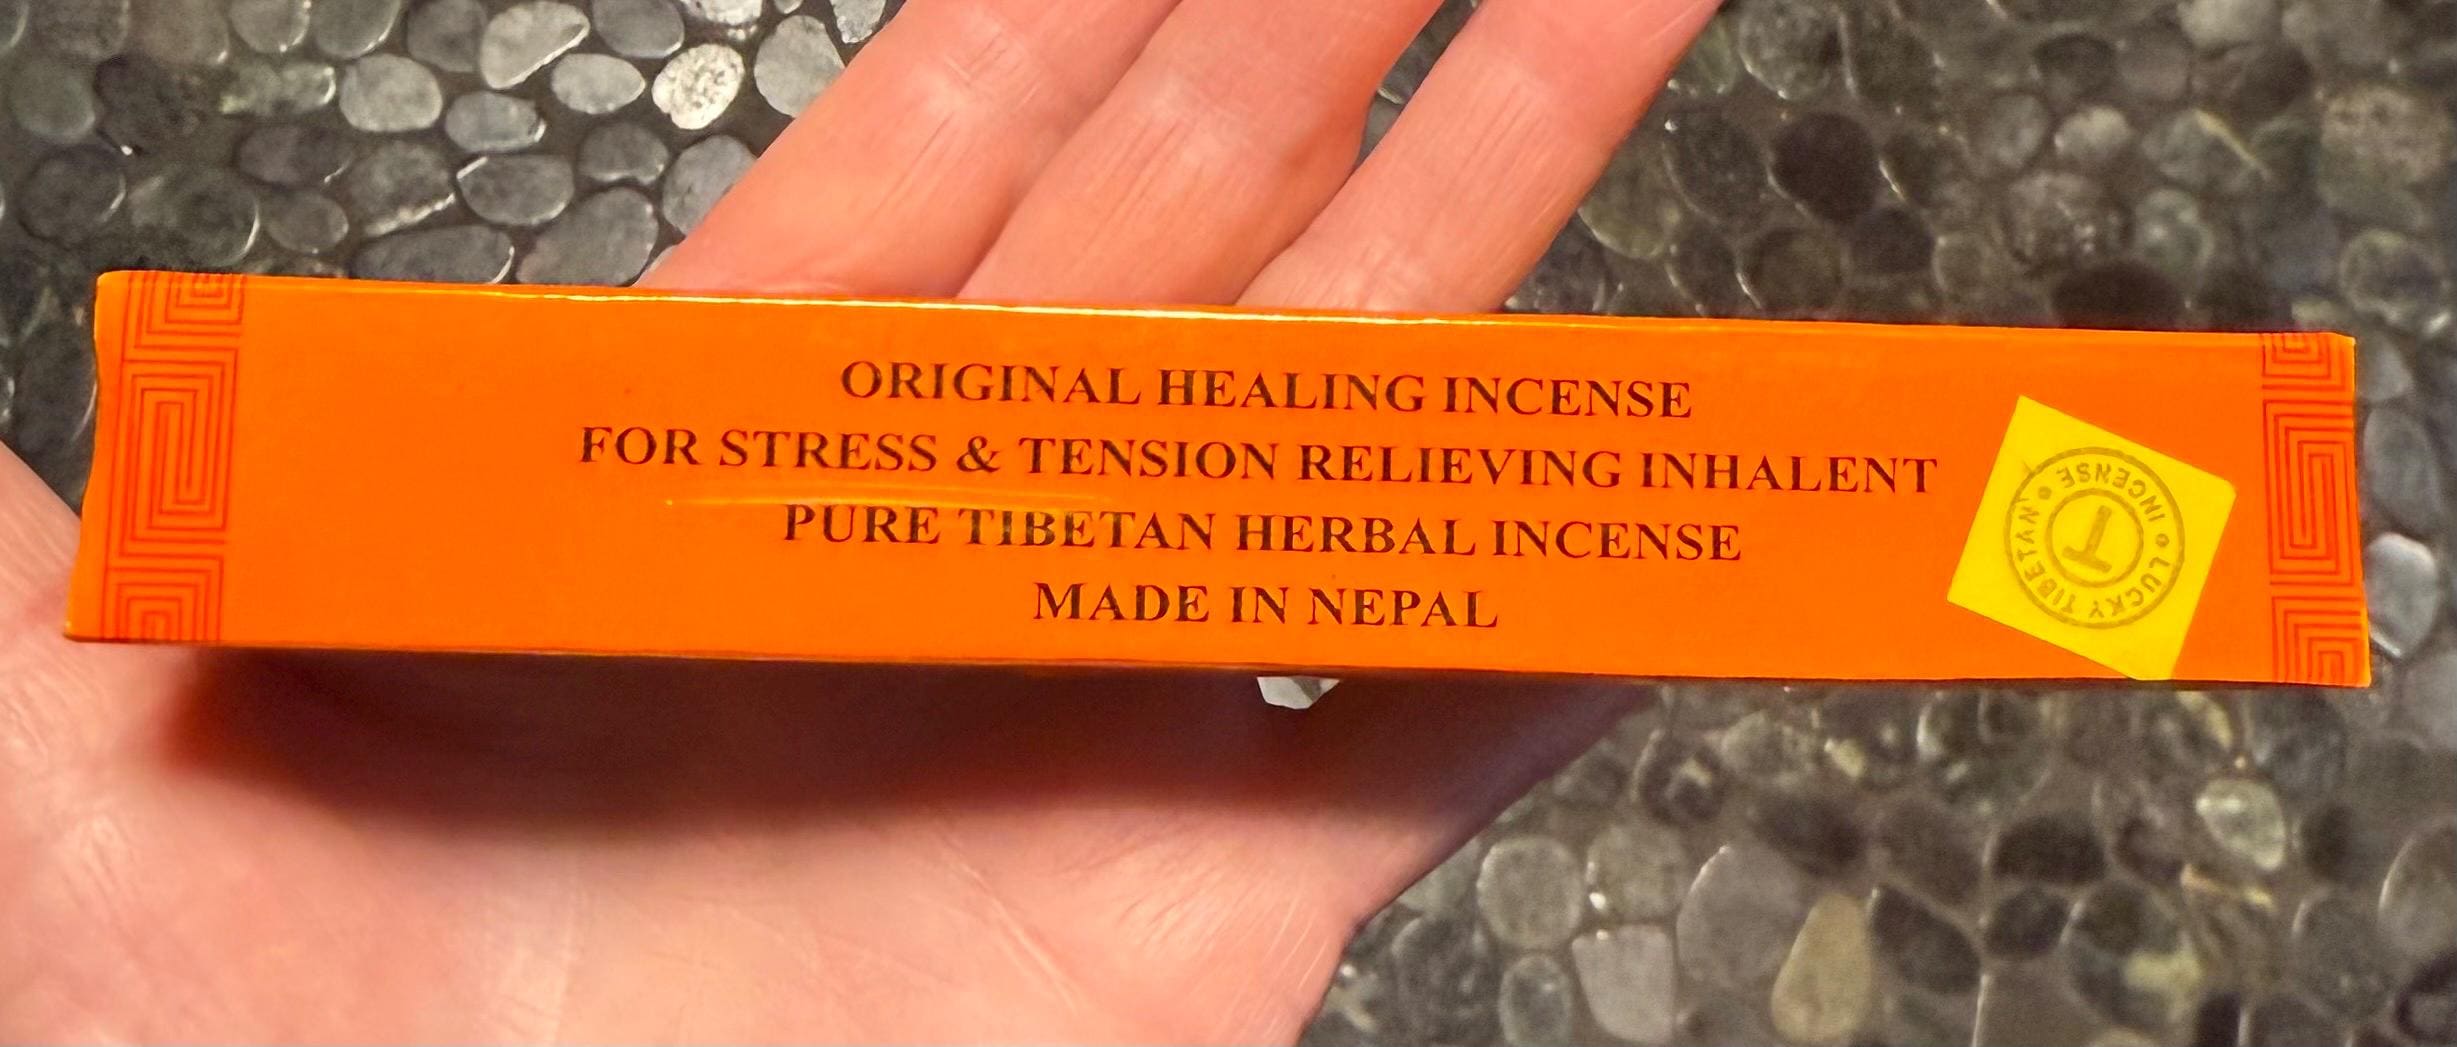 ORIGINAL HEALING INCENSE
FOR STRESS & TENSION RELIEVING INHALENT
PURE TIBETAN HERBAL INCENSE
MADE IN NEPAL
LUCKY TIBETAN INCENSE
T